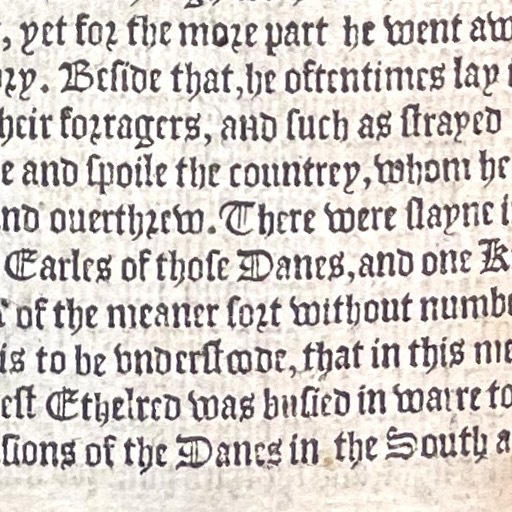 , yet for the more part he went aw
ory. Beside that, he oftentimes lay i
heir forragers, and such as strayed
e and spoile the countrey, whom he
nd ouerthrew. There were slayne i
Earles of those Danes, and one K
of the meaner sort without numbe
is to be vnderstoode, that in this me
est Ethelred was busied in warre to
sions of the Danes in the South a